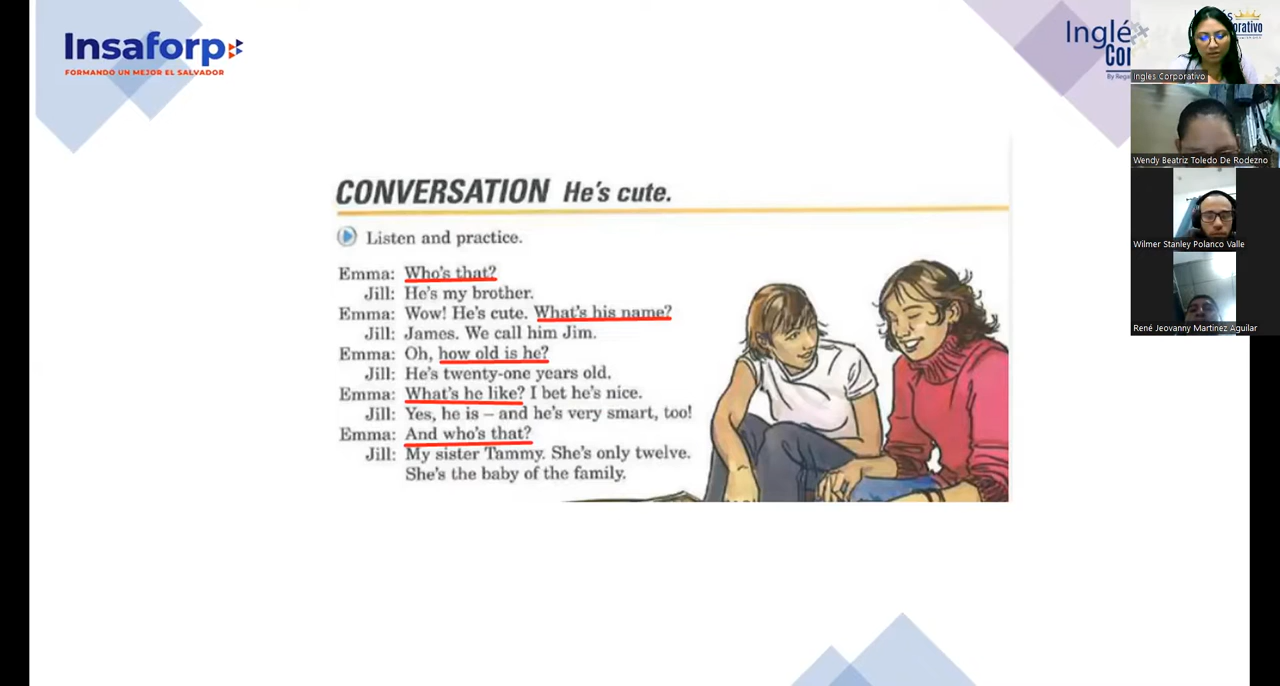 Insaforp
FORMANDO UN MEJOR EL SALVADOR
Inglé
Co
orativo
Ingles Corporativo
Wendy Beatriz Toledo De Rodezno
Wilmer Stanley Polanco Valle
René Jeovanny Martinez Aguilar
CONVERSATION He's cute.
Listen and practice.
Emma: Who's that?
Jill: He's my brother.
Emma: Wow! He's cute. What's his name?
Jill: James. We call him Jim.
Emma: Oh, how old is he?
Jill: He's twenty-one years old.
Emma: What's he like? I bet he's nice.
Jill: Yes, he is – and he's very smart, too!
Emma: And who's that?
Jill: My sister Tammy. She's only twelve.
She's the baby of the family.